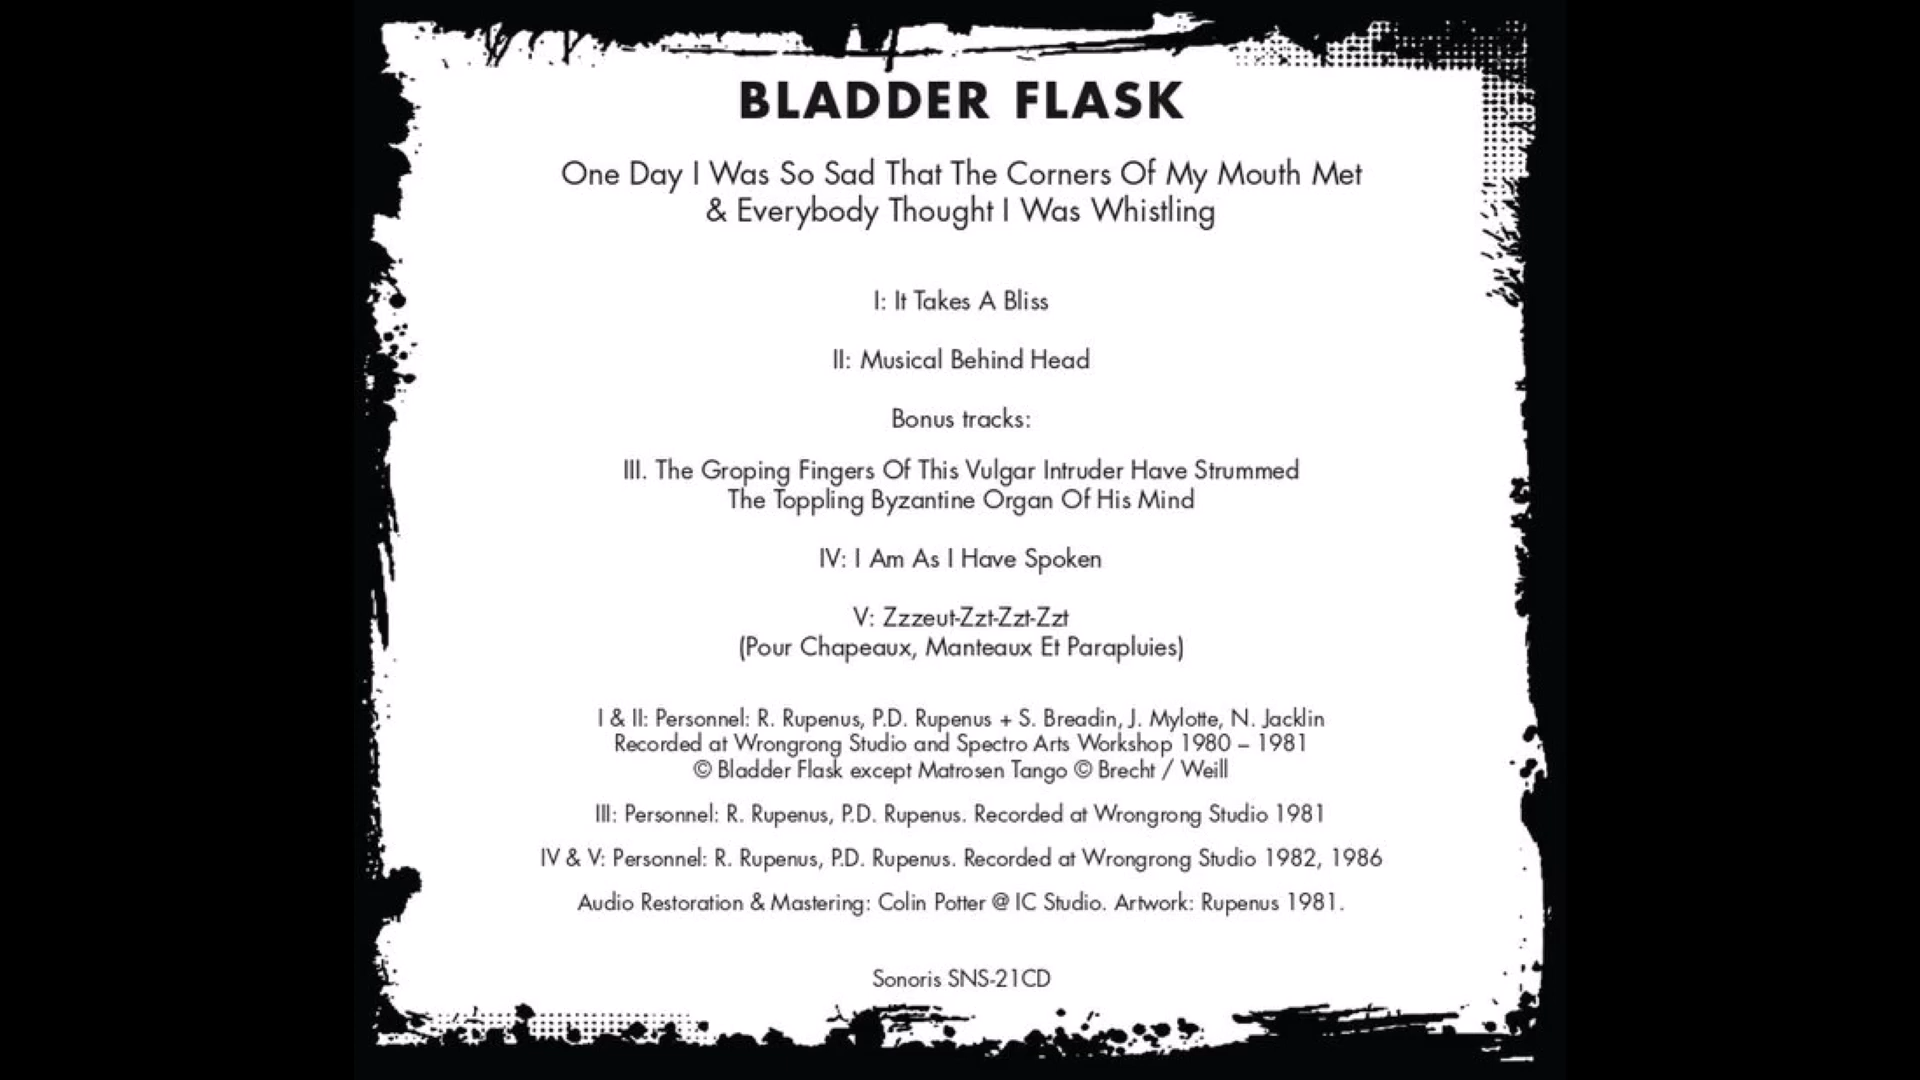 BLADDER FLASK
One Day I Was So Sad That The Corners Of My Mouth Met
& Everybody Thought I Was Whistling
I: It Takes A Bliss
II: Musical Behind Head
Bonus tracks:
III. The Groping Fingers Of This Vulgar Intruder Have Strummed
The Toppling Byzantine Organ Of His Mind
IV: I Am As I Have Spoken
V: Zzzeut-Zzt-Zzt-Zzt
(Pour Chapeaux, Manteaux Et Parapluies)
I & II: Personnel: R. Rupenus, P.D. Rupenus + S. Breadin, J. Mylotte, N. Jacklin
Recorded at Wrongrong Studio and Spectro Arts Workshop 1980 – 1981
© Bladder Flask except Matrosen Tango © Brecht / Weill
III: Personnel: R. Rupenus, P.D. Rupenus. Recorded at Wrongrong Studio 1981
IV & V: Personnel: R. Rupenus, P.D. Rupenus. Recorded at Wrongrong Studio 1982, 1986
Audio Restoration & Mastering: Colin Potter @ IC Studio. Artwork: Rupenus 1981.
Sonoris SNS-21CD